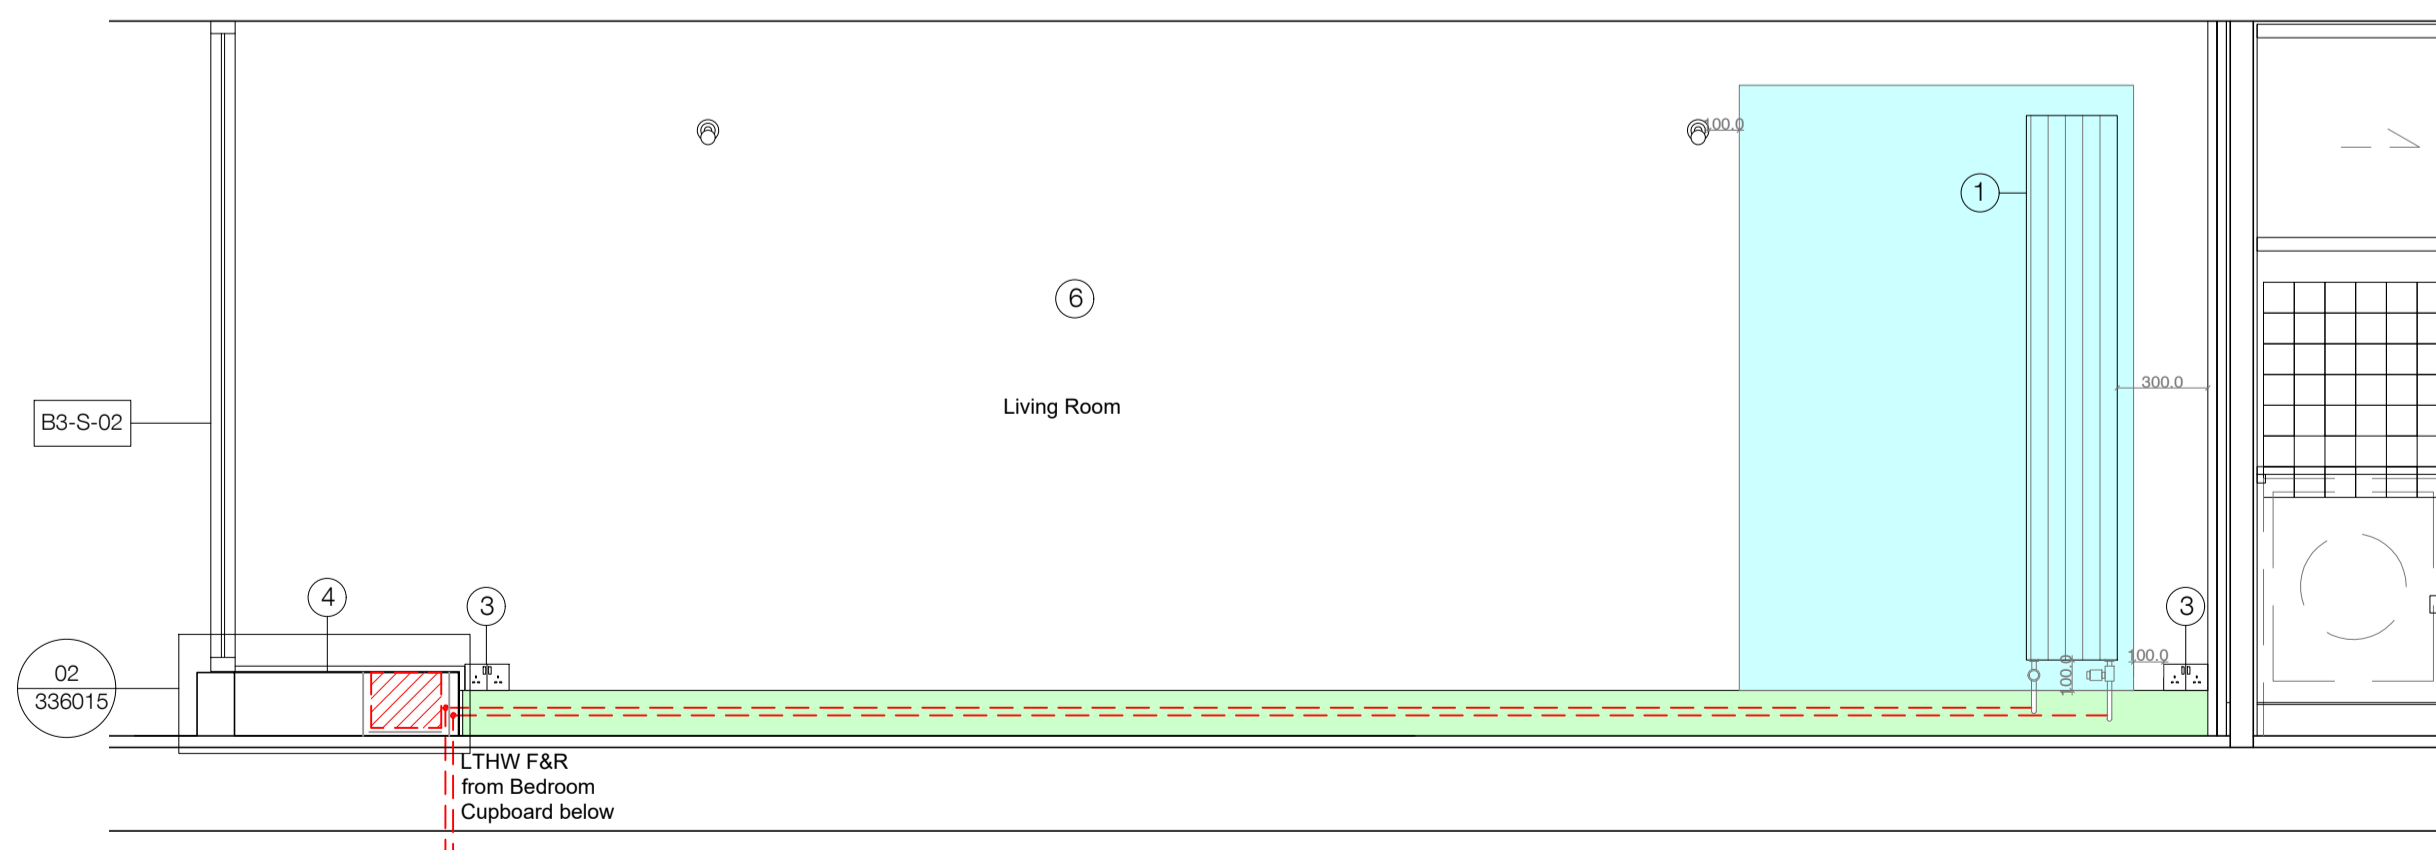 100.0
1
6
300.0
Living Room
B3-S-02
4
3
3
100.0
100.0
02
336015
LTHW F&R
from Bedroom
Cupboard below